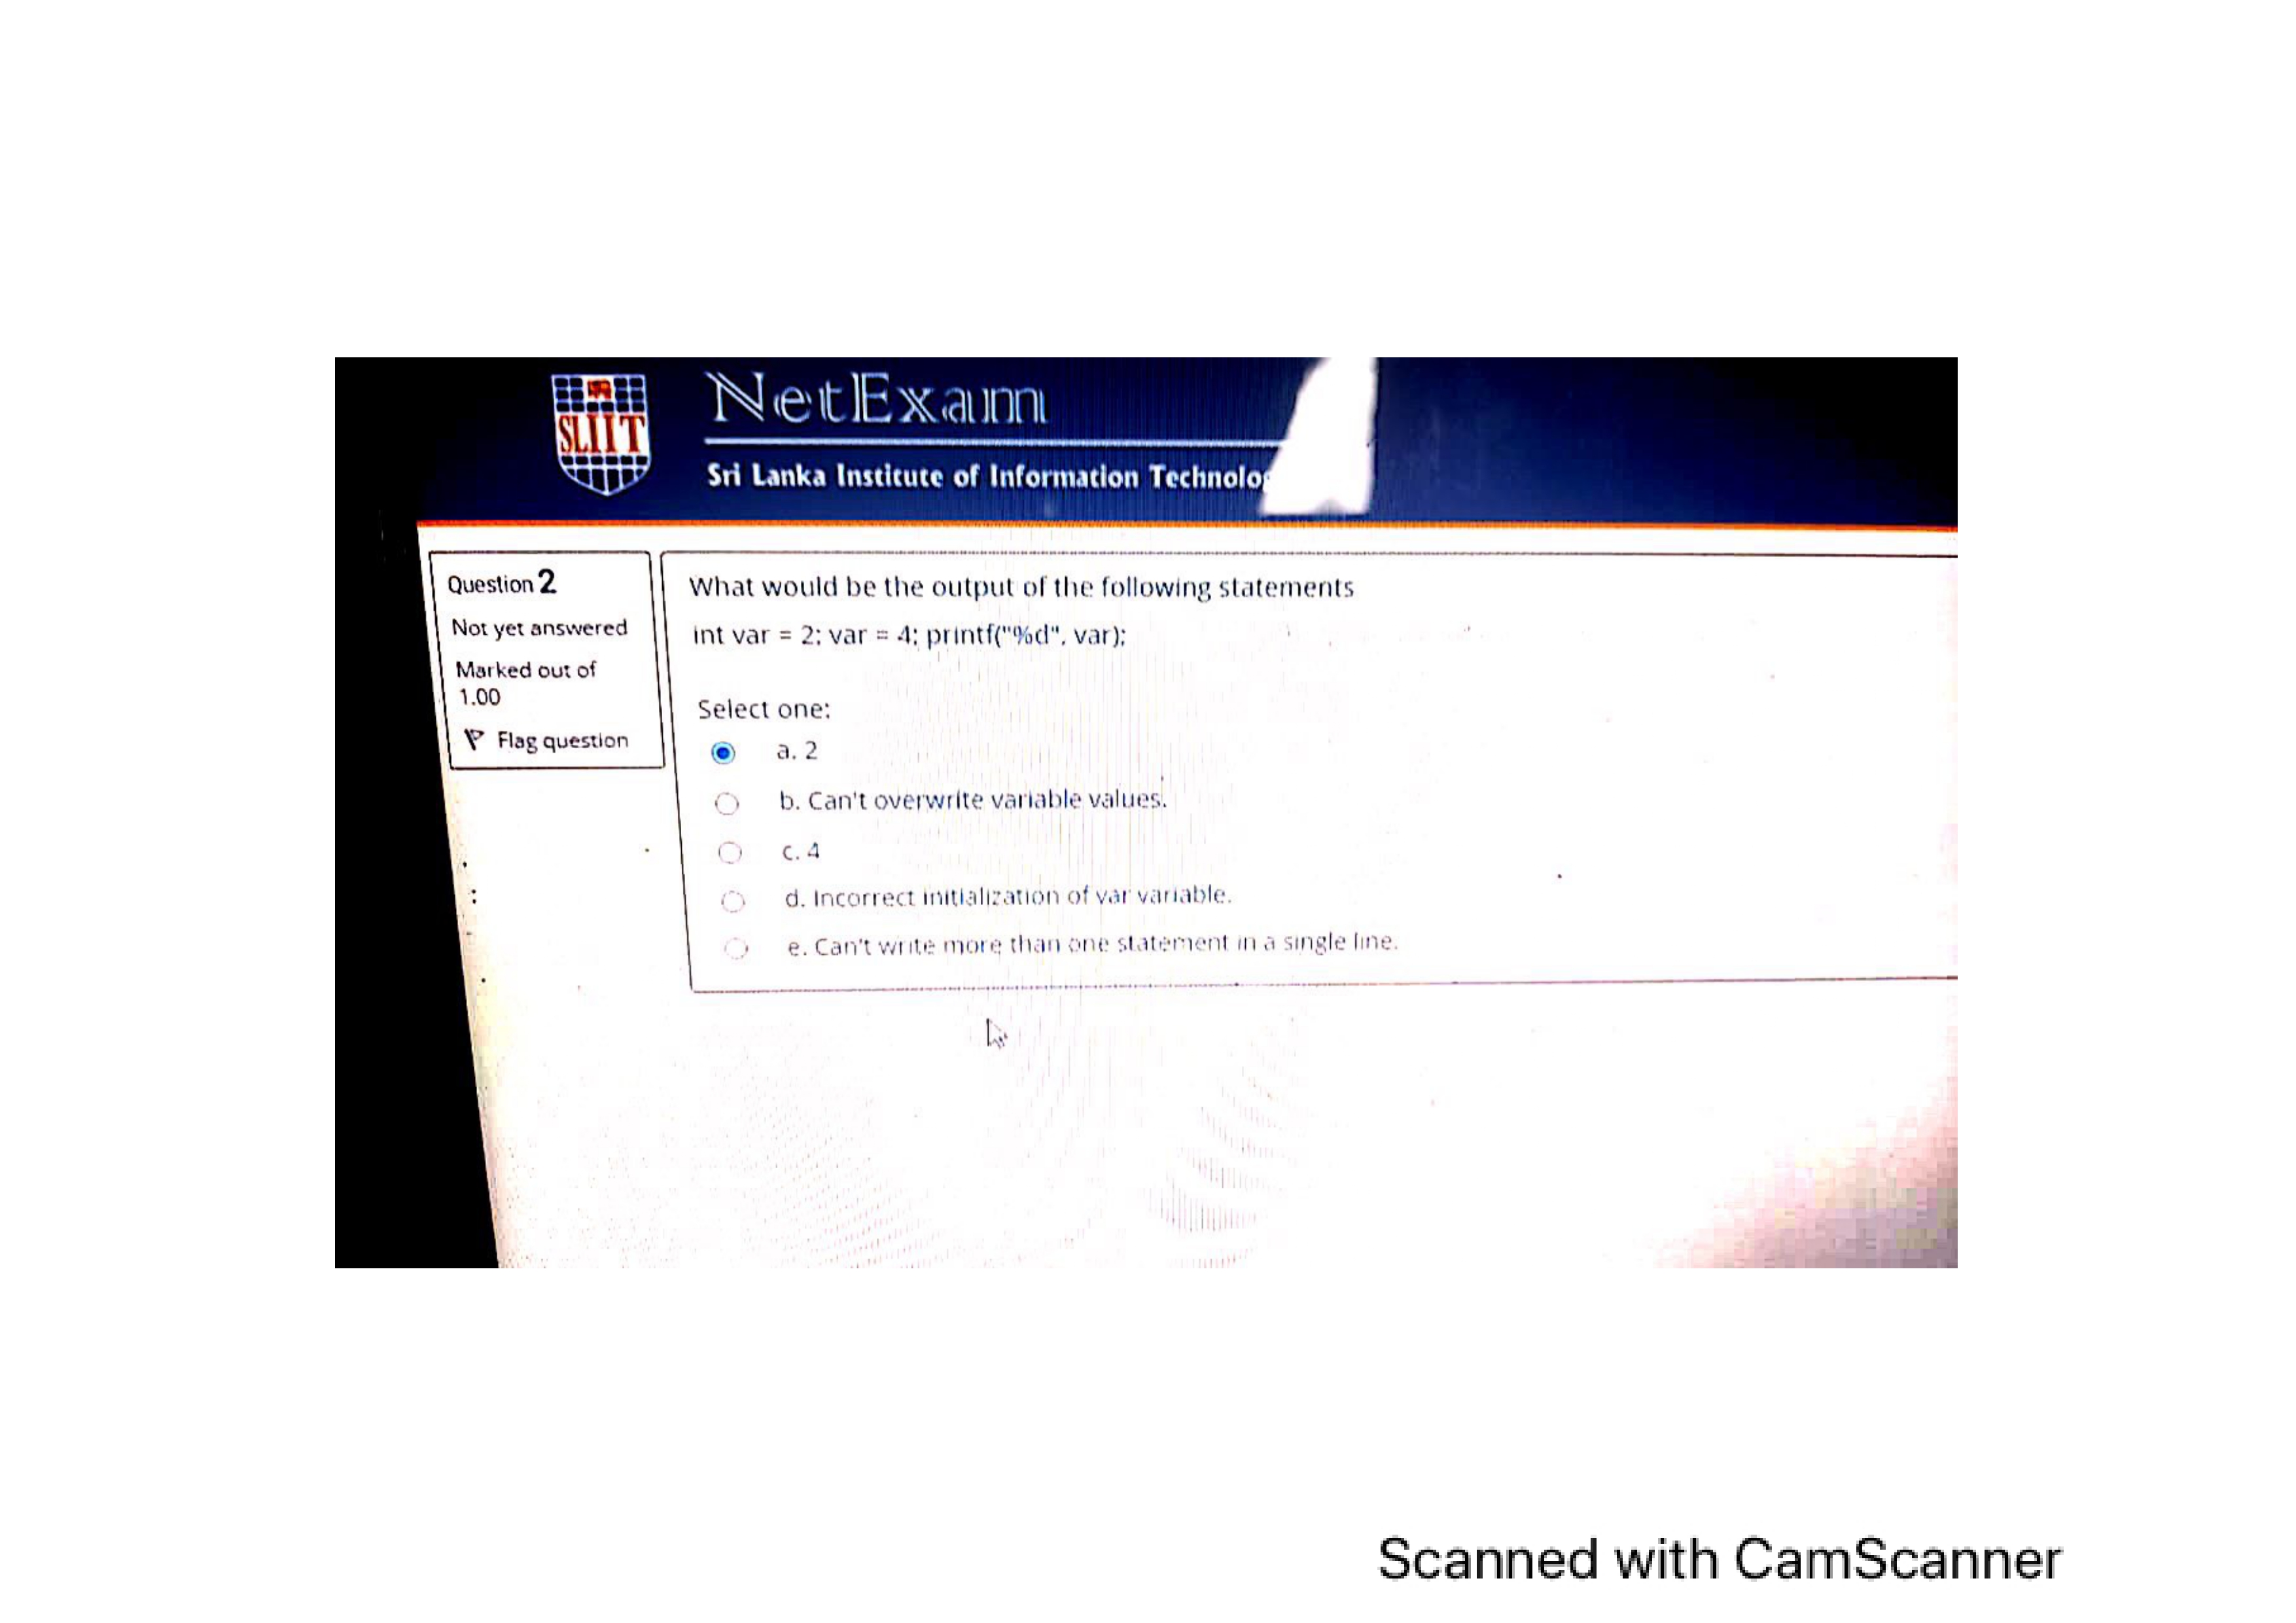 SLIIT
NetExam
Sri Lanka Institute of Information
Question 2
Not yet answered
Marked out of
1.00
Flag question
What would be the output of the following statements
int var = 2; var = 4; printf("%d", var);
Select one:
a. 2
b. Can't overwrite variable values.
c. 4
d. Incorrect initialization of var variable.
e. Can't write more than one statement in a single line.
Scanned with CamScanner